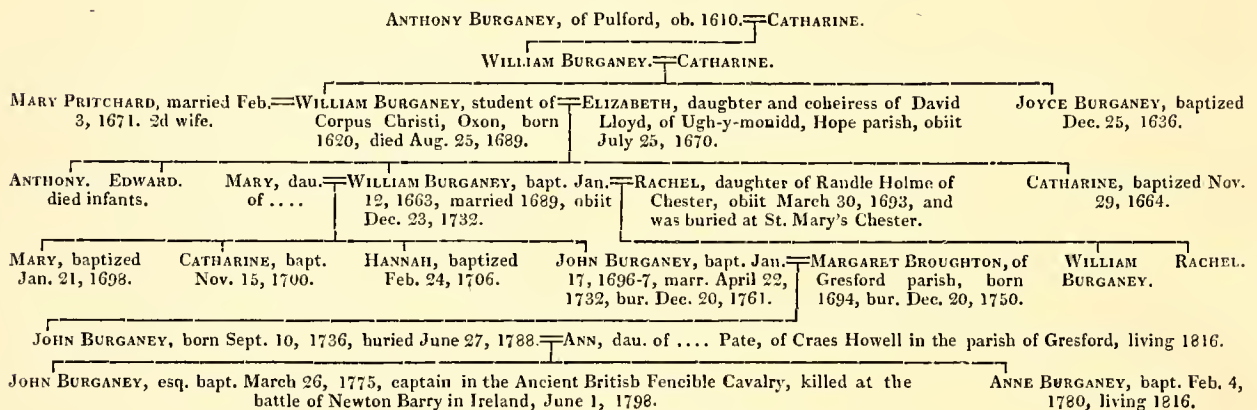 ANTHONY BURGANEY, of Pulford, ob. 1610.=CATHARINE.
WILLIAM BURGANEY.=CATHARINE.
MARY PRITCHARD, married Feb. 3, 1671. 2d wife.
=WILLIAM BURGANEY, student of Corpus Christi, Oxon, born 1620, died Aug. 25, 1689.
=ELIZABETH, daughter and coheiress of David Lloyd, of Ugh-y-monidd, Hope parish, obiit July 25, 1670.
JOYCE BURGANEY, baptized Dec. 25, 1636.
ANTHONY. EDWARD. died infants.
MARY, dau. of ....
=WILLIAM BURGANEY, bapt. Jan. 12, 1663, married 1689, obiit Dec. 23, 1732.
=RACHEL, daughter of Randle Holme of Chester, obiit March 30, 1693, and was buried at St. Mary's Chester.
CATHARINE, baptized Nov. 29, 1664.
MARY, baptized Jan. 21, 1698.
CATHARINE, bapt. Nov. 15, 1700.
HANNAH, baptized Feb. 24, 1706.
JOHN BURGANEY, bapt. Jan. 17, 1696-7, marr. April 22, 1732, bur. Dec. 20, 1761.
=MARGARET BROUGHTON, of Gresford parish, born 1694, bur. Dec. 20, 1750.
WILLIAM BURGANEY.
RACHEL.
JOHN BURGANEY, born Sept. 10, 1736, buried June 27, 1788.=ANN, dau. of .... Pate, of Craes Howell in the parish of Gresford, living 1816.
JOHN BURGANEY, esq. bapt. March 26, 1775, captain in the Ancient British Fencible Cavalry, killed at the battle of Newton Barry in Ireland, June 1, 1798.
ANNE BURGANEY, bapt. Feb. 4, 1780, living 1816.